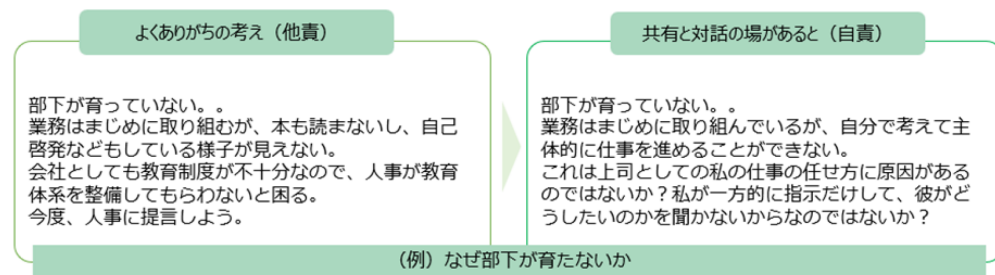 よくありがちの考え（他責）
部下が育っていない。。
業務はまじめに取り組むが、本も読まないし、自己
啓発などもしている様子が見えない。
会社としても教育制度が不十分なので、人事が教育
体系を整備してもらわないと困る。
今度、人事に提言しよう。
共有と対話の場があると（自責）
部下が育っていない。。
業務はまじめに取り組んでいるが、自分で考えて主
体的に仕事を進めることができない。
これは上司としての私の仕事の任せ方に原因がある
のではないか？私が一方的に指示だけして、彼がど
うしたいのかを聞かないからなのではないか？
（例）なぜ部下が育たないか